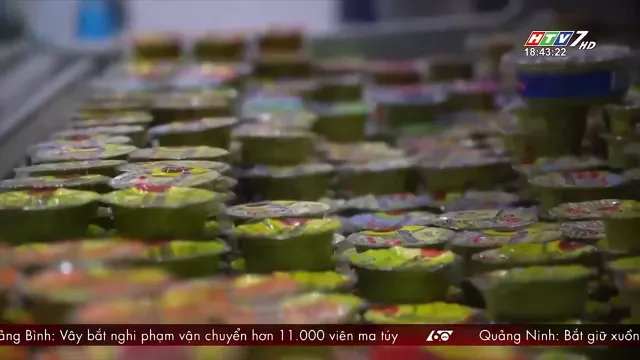 HTV7 HD
18:43:22
ảng Bình: Vây bắt nghi phạm vận chuyển hơn 11.000 viên ma túy 60 Quảng Ninh: Bắt giữ xuồn